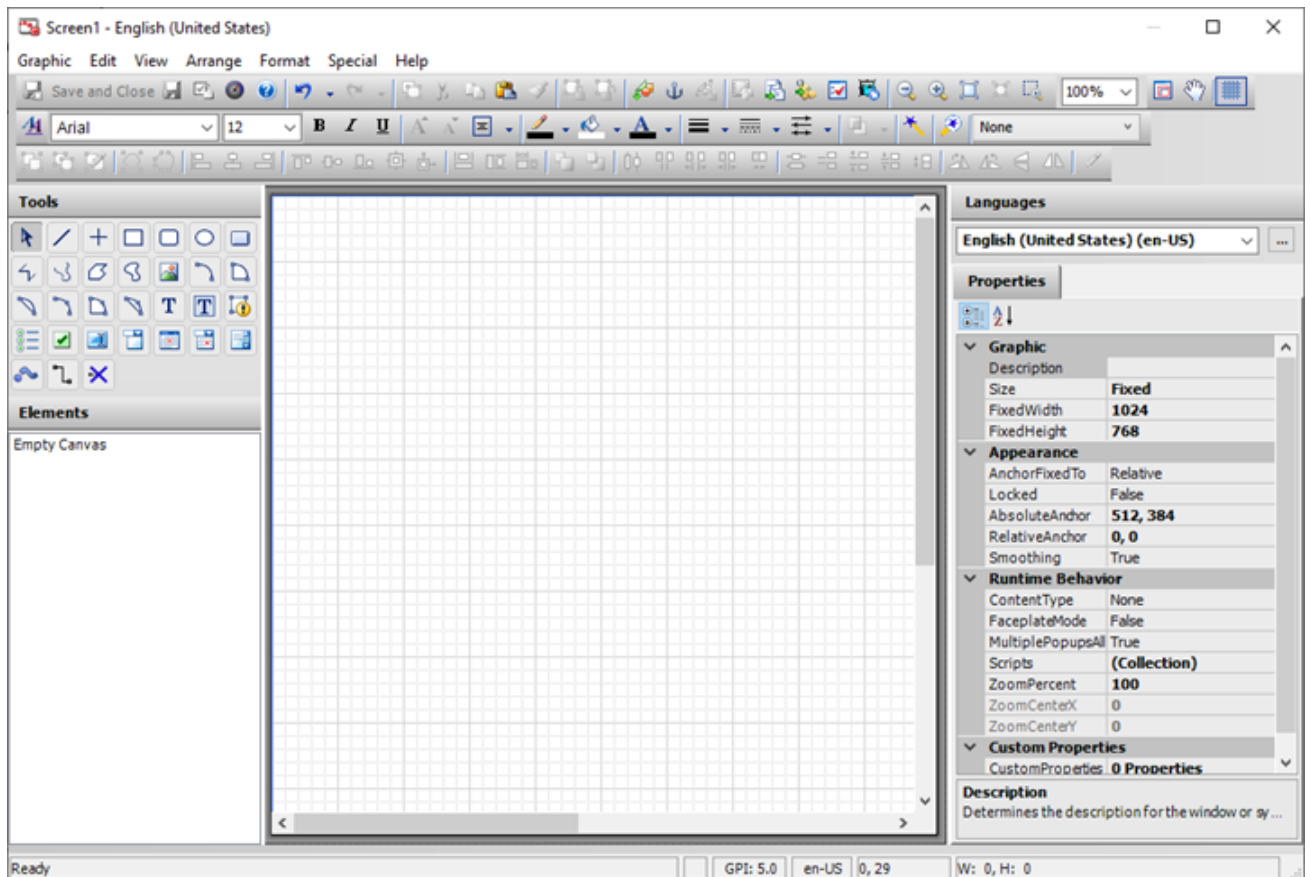 Screen1 - English (United States)
Graphic Edit View Arrange Format Special Help
Save and Close 100%
Arial 12 B I U A None
Tools
T T
Elements
Empty Canvas
Languages
English (United States) (en-US) ...
Properties
Graphic
Description
Size Fixed
FixedWidth 1024
FixedHeight 768
Appearance
AnchorFixedTo Relative
Locked False
AbsoluteAnchor 512, 384
RelativeAnchor 0, 0
Smoothing True
Runtime Behavior
ContentType None
FaceplateMode False
MultiplePopupsAll True
Scripts (Collection)
ZoomPercent 100
ZoomCenterX 0
ZoomCenterY 0
Custom Properties
CustomProperties 0 Properties
Description
Determines the description for the window or sy...
Ready GPI: 5.0 en-US 0, 29 W: 0, H: 0